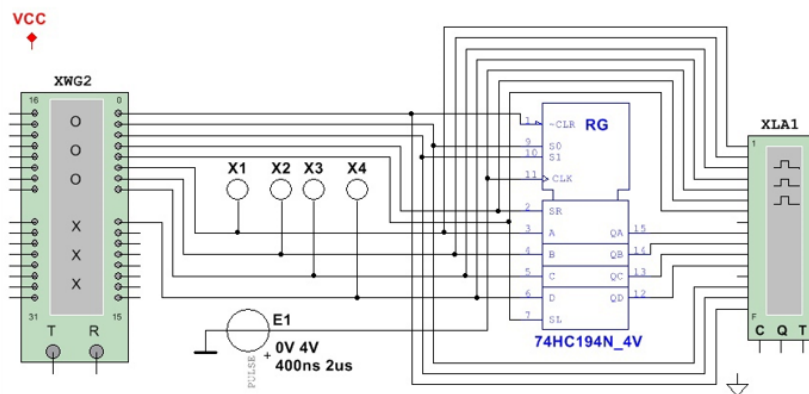 VCC
XWG2
16 0
O
O
O
X
X
X
31 15
T R
X1 X2 X3 X4
E1
0V 4V
400ns 2us
PULSE
RG
1 ~CLR
9 S0
10 S1
11 CLK
2 SR
3 A QA 15
4 B QB 14
5 C QC 13
6 D QD 12
7 SL
74HC194N_4V
XLA1
1
F
C Q T